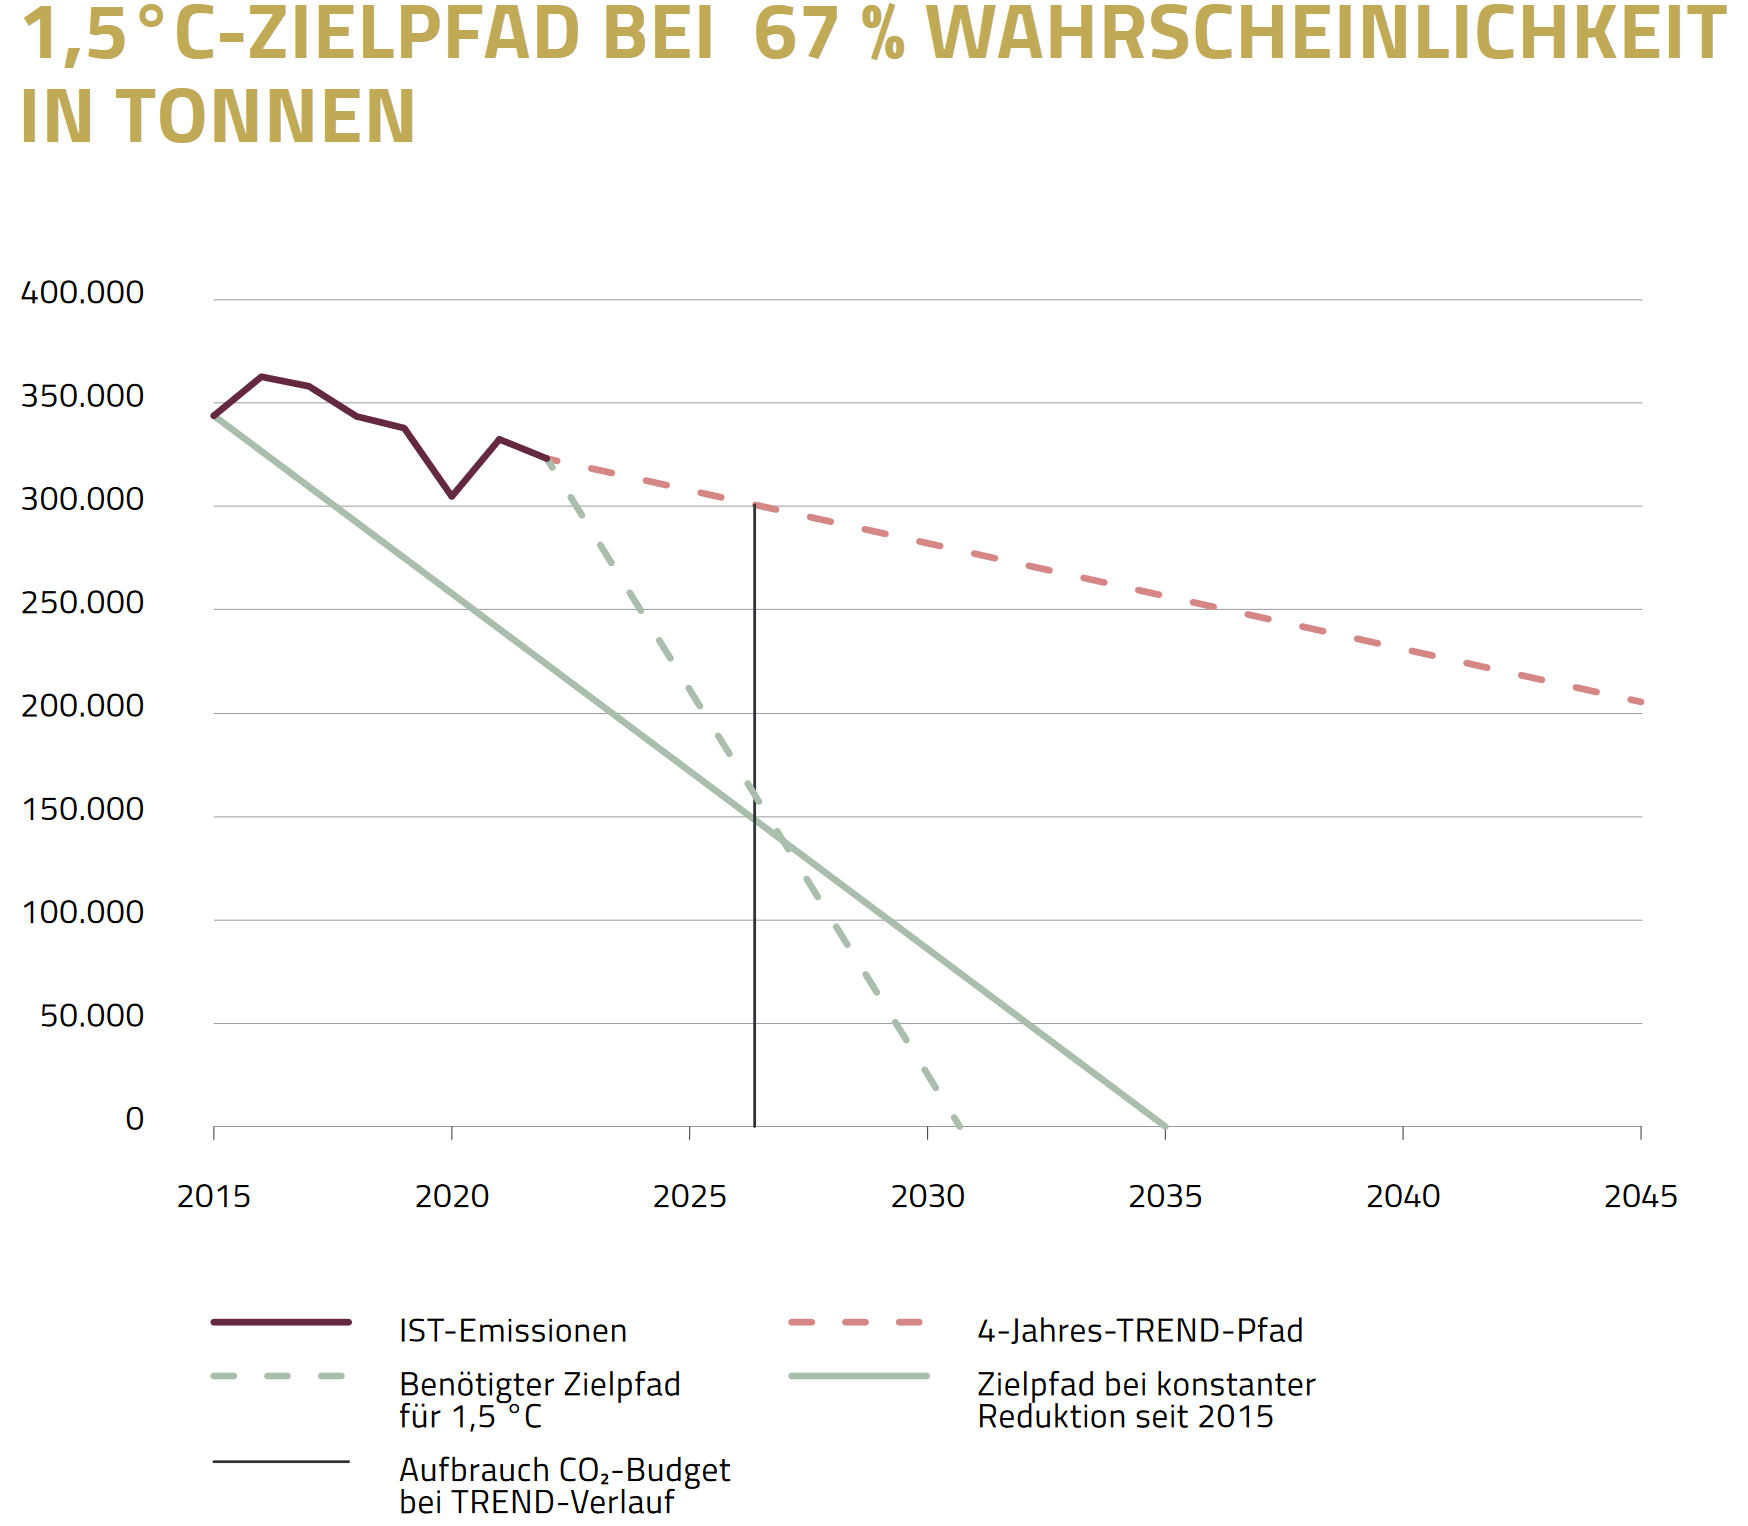 1,5°C-ZIELPFAD BEI 67 % WAHRSCHEINLICHKEIT
IN TONNEN
400.000
350.000
300.000
250.000
200.000
150.000
100.000
50.000
0
2015 2020 2025 2030 2035 2040 2045
IST-Emissionen
4-Jahres-TREND-Pfad
Benötigter Zielpfad
für 1,5 °C
Zielpfad bei konstanter
Reduktion seit 2015
Aufbrauch CO₂-Budget
bei TREND-Verlauf